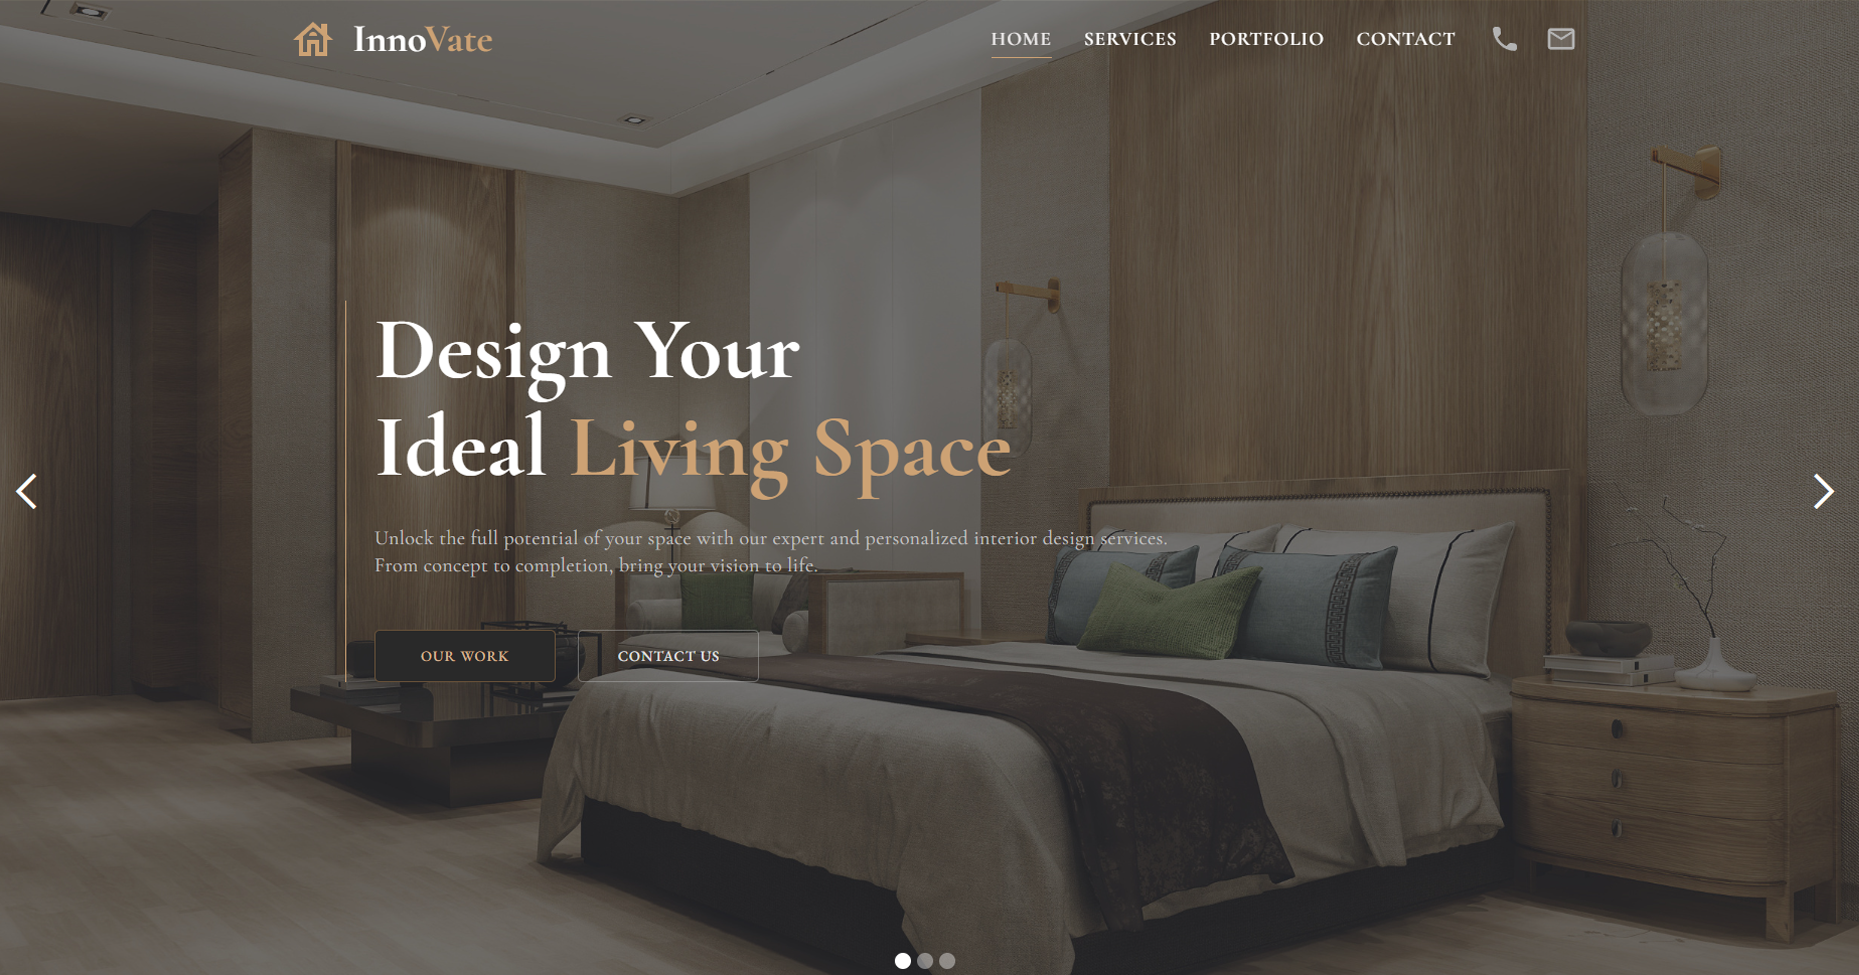 InnoVate
HOME SERVICES PORTFOLIO CONTACT
Design Your
Ideal Living Space
Unlock the full potential of your space with our expert and personalized interior design services.
From concept to completion, bring your vision to life.
OUR WORK
CONTACT US